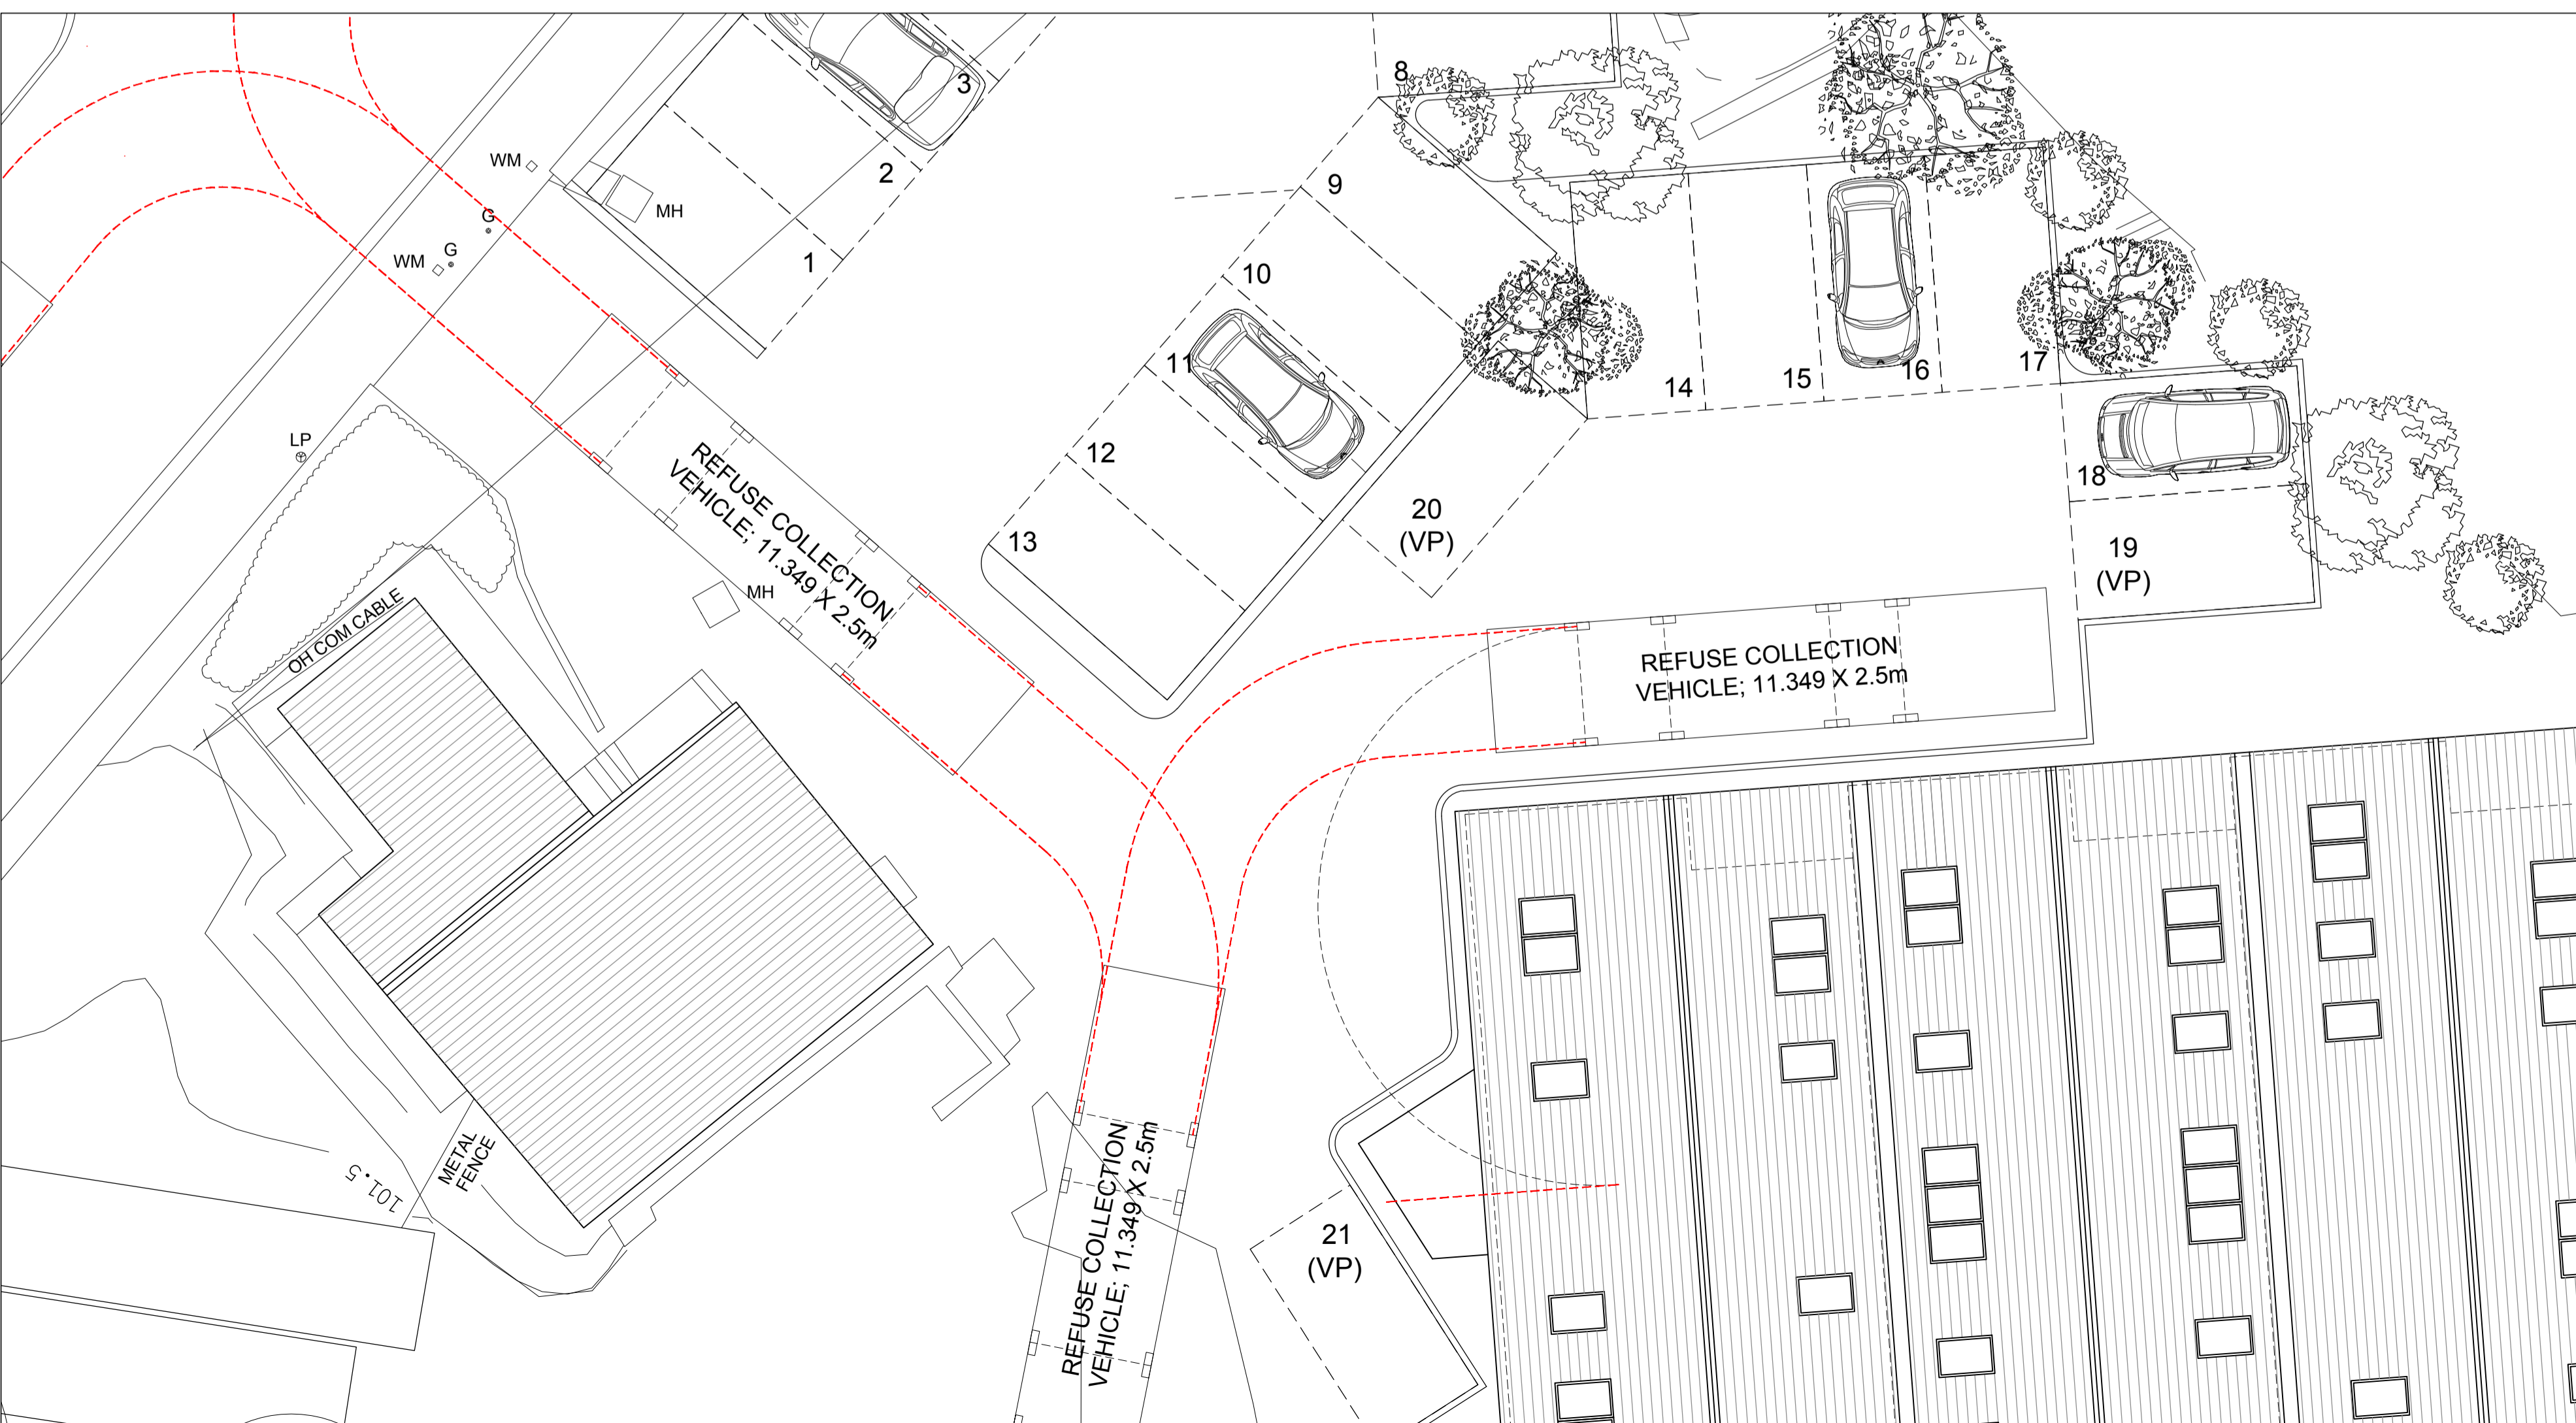 3
8
WM
2
9
MH
G
1
10
G
WM
11
17
16
15
14
LP
12
18
REFUSE COLLECTION
VEHICLE; 11.349 X 2.5m
20
(VP)
13
19
(VP)
MH
OH COM CABLE
REFUSE COLLECTION
VEHICLE; 11.349 X 2.5m
METAL
FENCE
101.5
REFUSE COLLECTION
VEHICLE; 11.349 X 2.5m
21
(VP)